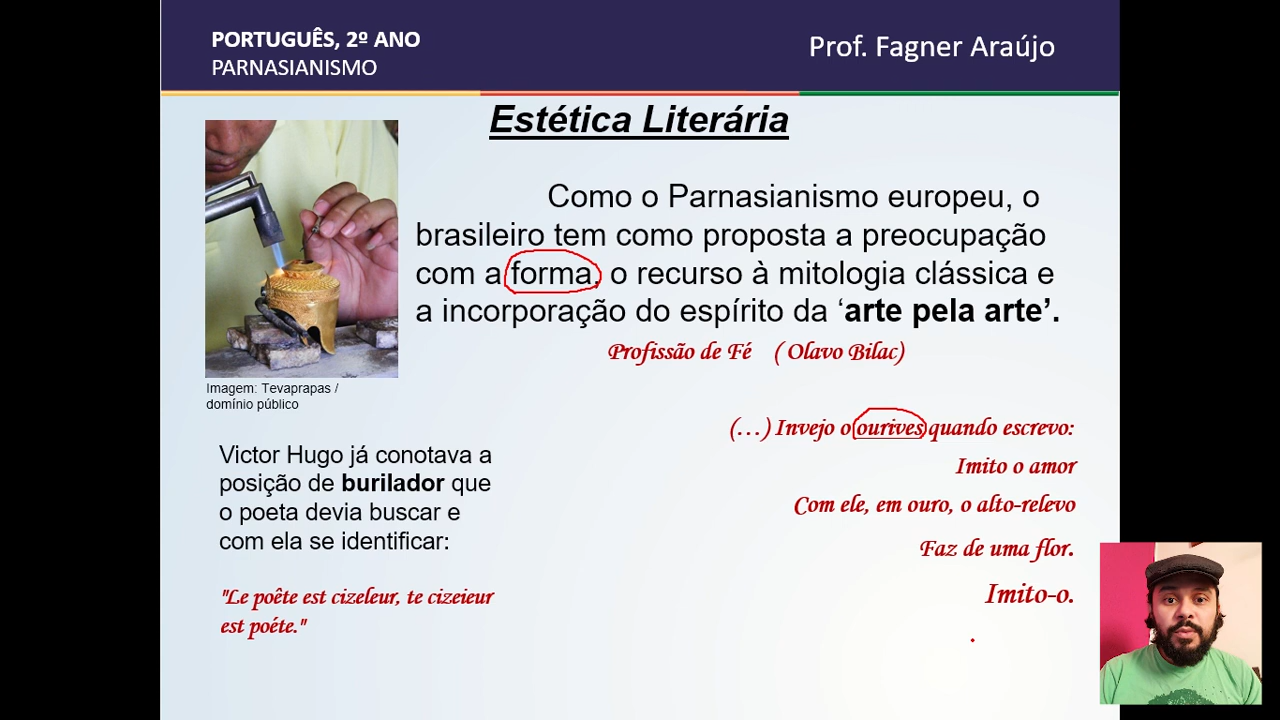 PORTUGUÊS, 2º ANO
PARNASIANISMO
Prof. Fagner Araújo
Estética Literária
Como o Parnasianismo europeu, o
brasileiro tem como proposta a preocupação
com a forma, o recurso à mitologia clássica e
a incorporação do espírito da ‘arte pela arte’.
Profissão de Fé ( Olavo Bilac)
Imagem: Tevaprapas /
domínio público
(…) Invejo o ourives quando escrevo:
Imito o amor
Com ele, em ouro, o alto-relevo
Faz de uma flor.
Imito-o.
.
Victor Hugo já conotava a
posição de burilador que
o poeta devia buscar e
com ela se identificar:
"Le poête est cizeleur, te cizeieur
est poéte."